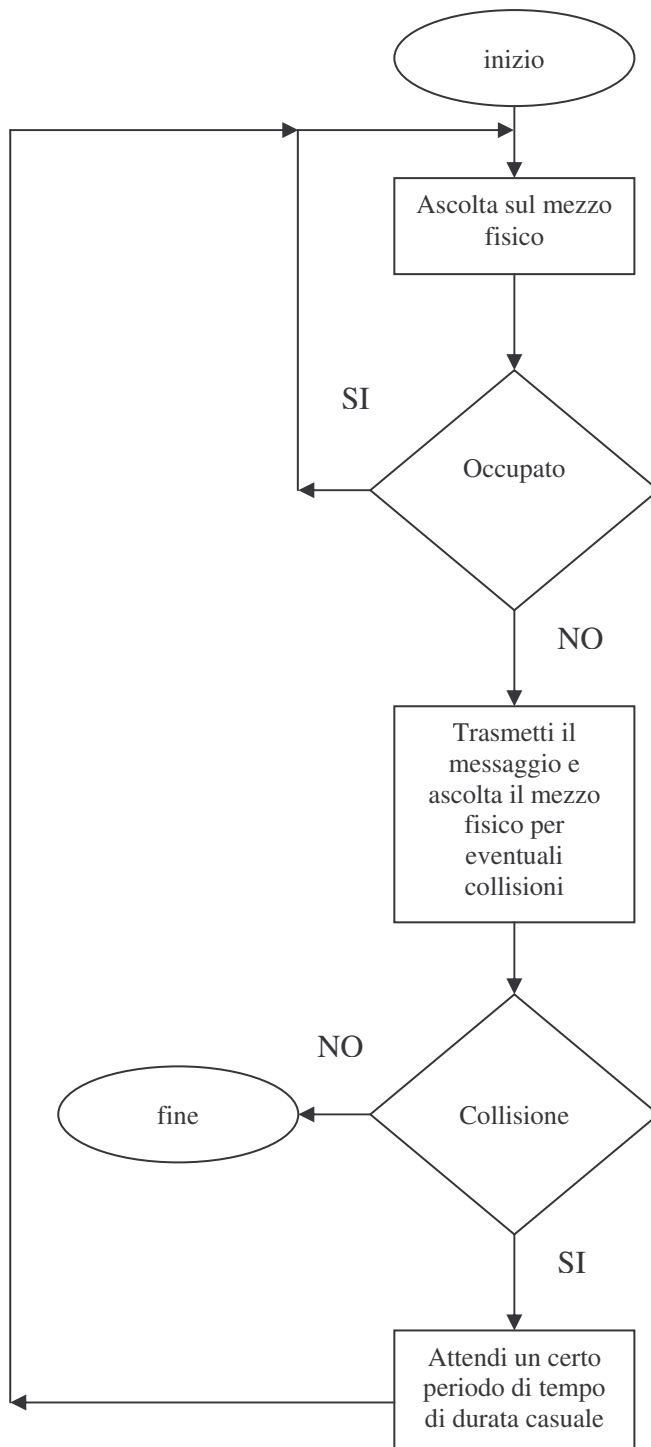 inizio
Ascolta sul mezzo
fisico
SI
Occupato
NO
Trasmetti il
messaggio e
ascolta il mezzo
fisico per
eventuali
collisioni
NO
fine
Collisione
SI
Attendi un certo
periodo di tempo
di durata casuale